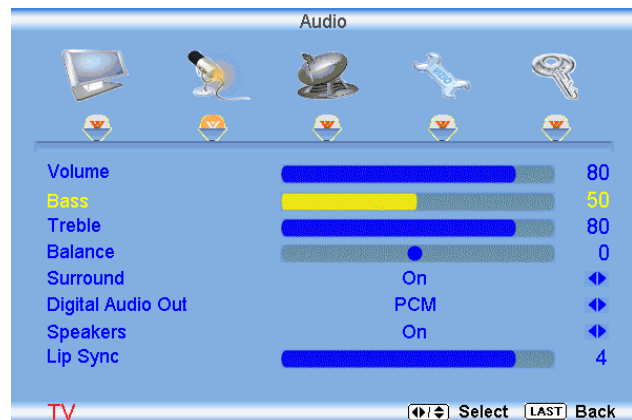 Audio
VIZIO
Volume 80
Bass 50
Treble 80
Balance 0
Surround On
Digital Audio Out PCM
Speakers On
Lip Sync 4
TV Select LAST Back